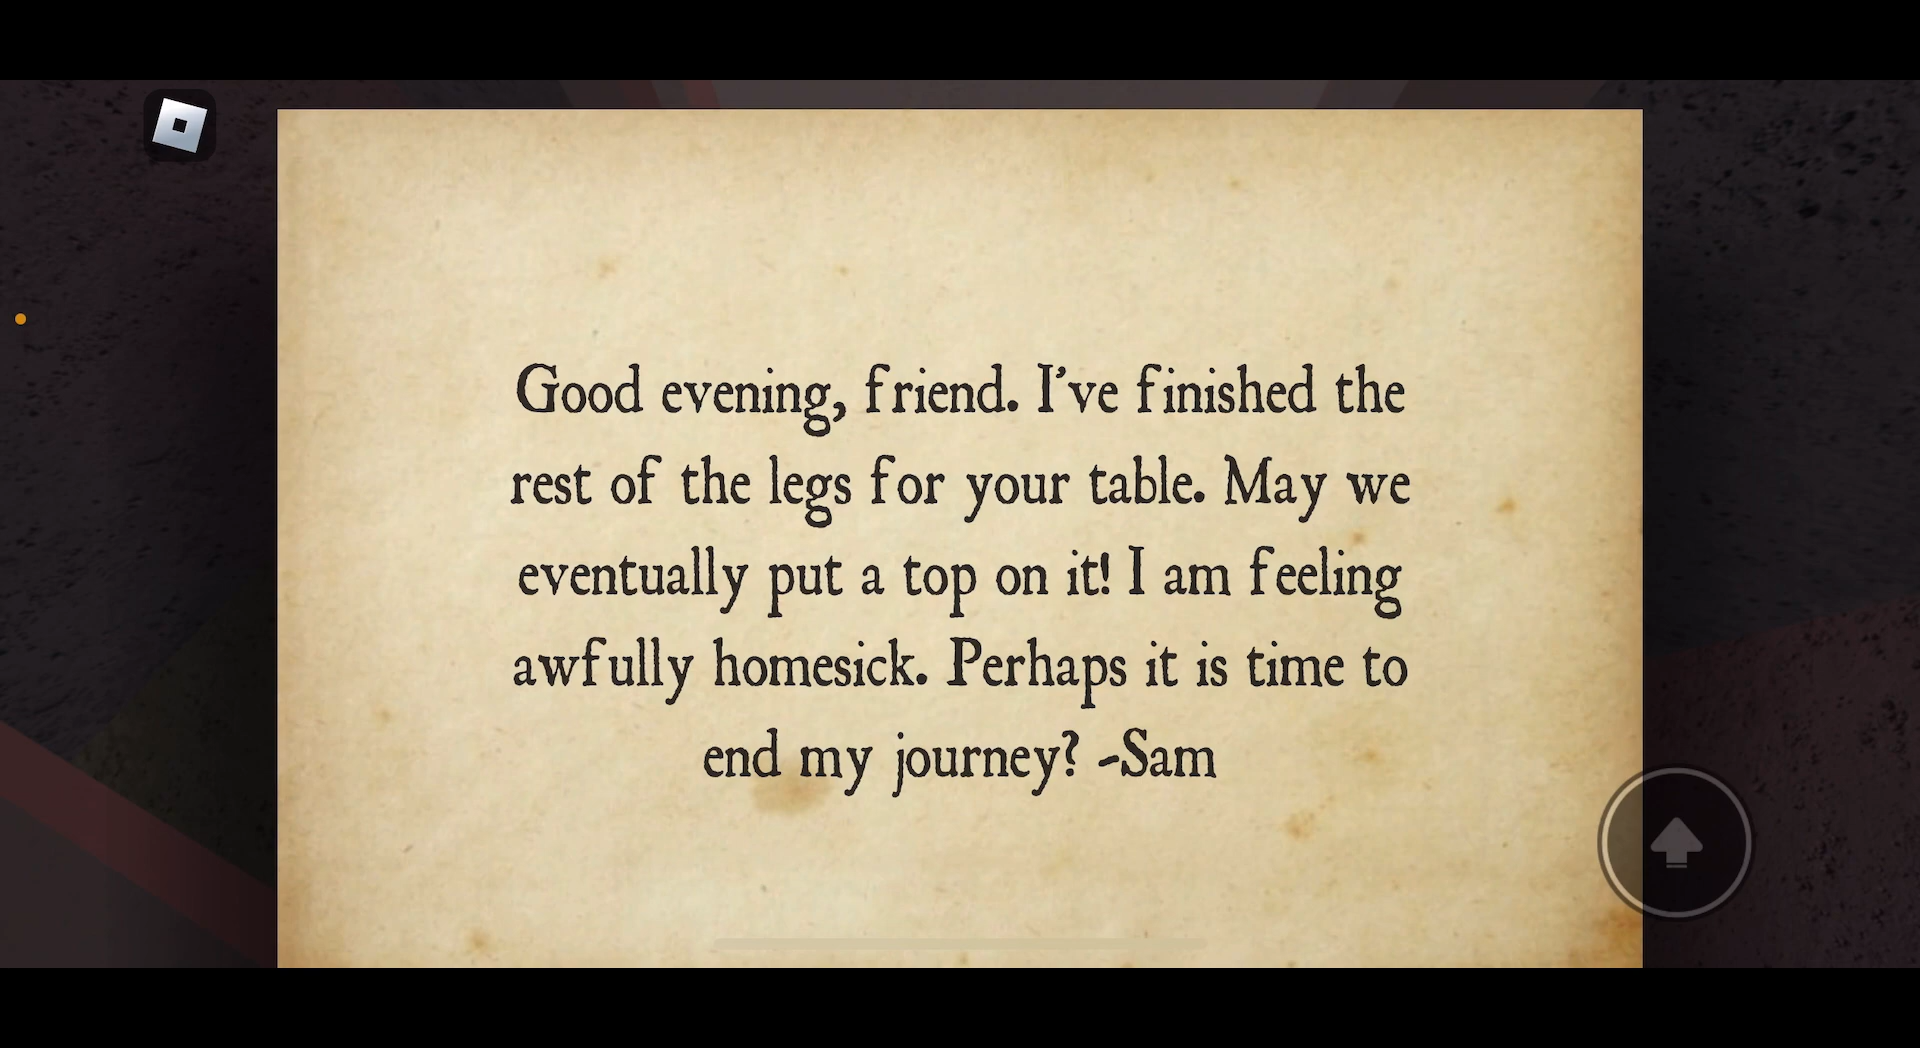 Good evening, friend. I've finished the
rest of the legs for your table. May we
eventually put a top on it! I am feeling
awfully homesick. Perhaps it is time to
end my journey? -Sam